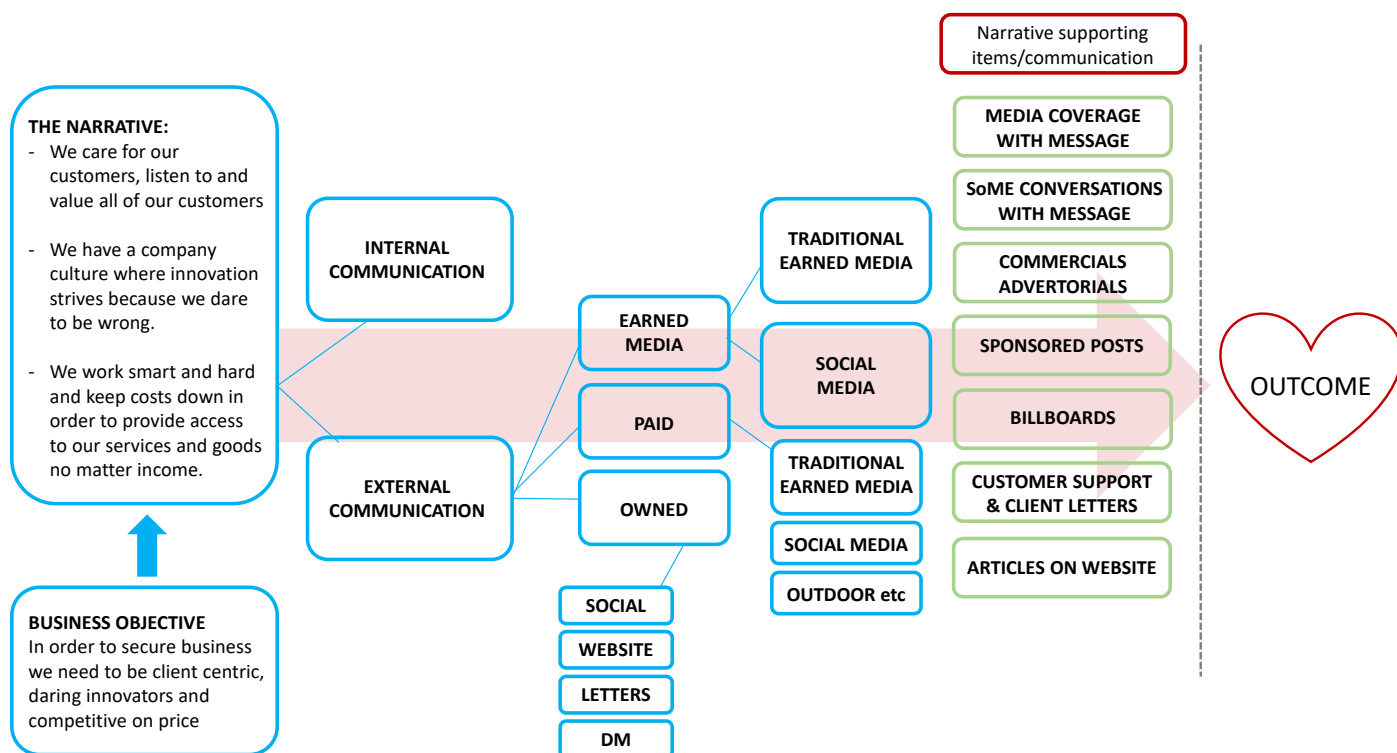 THE NARRATIVE:
- We care for our
customers, listen to and
value all of our customers
- We have a company
culture where innovation
strives because we dare
to be wrong.
- We work smart and hard
and keep costs down in
order to provide access
to our services and goods
no matter income.
BUSINESS OBJECTIVE
In order to secure business
we need to be client centric,
daring innovators and
competitive on price
INTERNAL
COMMUNICATION
EXTERNAL
COMMUNICATION
EARNED
MEDIA
PAID
OWNED
SOCIAL
WEBSITE
LETTERS
DM
TRADITIONAL
EARNED MEDIA
SOCIAL
MEDIA
TRADITIONAL
EARNED MEDIA
SOCIAL MEDIA
OUTDOOR etc
Narrative supporting
items/communication
MEDIA COVERAGE
WITH MESSAGE
SoME CONVERSATIONS
WITH MESSAGE
COMMERCIALS
ADVERTORIALS
SPONSORED POSTS
BILLBOARDS
CUSTOMER SUPPORT
& CLIENT LETTERS
ARTICLES ON WEBSITE
OUTCOME